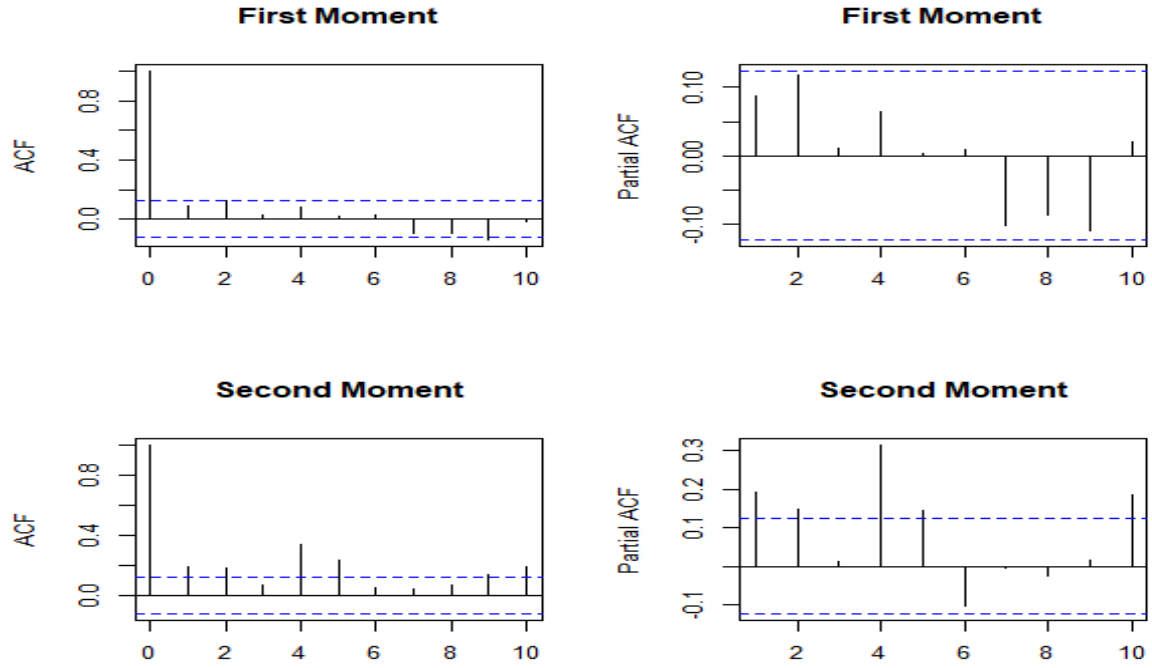 First Moment
First Moment
ACF
0.8
0.4
0.0
0 2 4 6 8 10
Partial ACF
0.10
0.00
-0.10
2 4 6 8 10
Second Moment
Second Moment
ACF
0.8
0.4
0.0
0 2 4 6 8 10
Partial ACF
0.3
0.2
0.1
-0.1
2 4 6 8 10